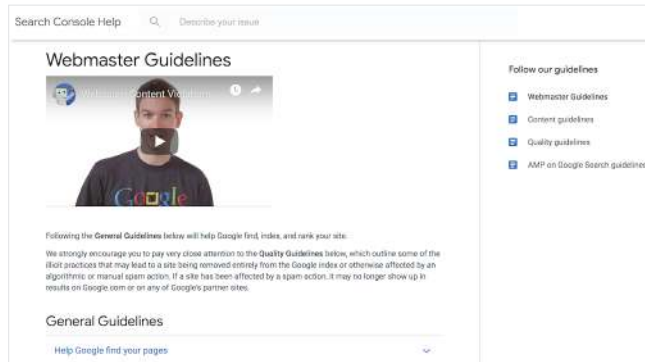 Search Console Help
Describe your issue
Webmaster Guidelines
Content
Google
Following the General Guidelines below will help Google find, index, and rank your site.
We strongly encourage you to pay very close attention to the Quality Guidelines below, which outline some of the
illicit practices that may lead to a site being removed entirely from the Google index or otherwise affected by an
algorithmic or manual spam action. If a site has been affected by a spam action, it may no longer show up in
results on Google.com or on any of Google's partner sites.
General Guidelines
Help Google find your pages
Follow our guidelines
Webmaster Guidelines
Content guidelines
Quality guidelines
AMP on Google Search guidelines